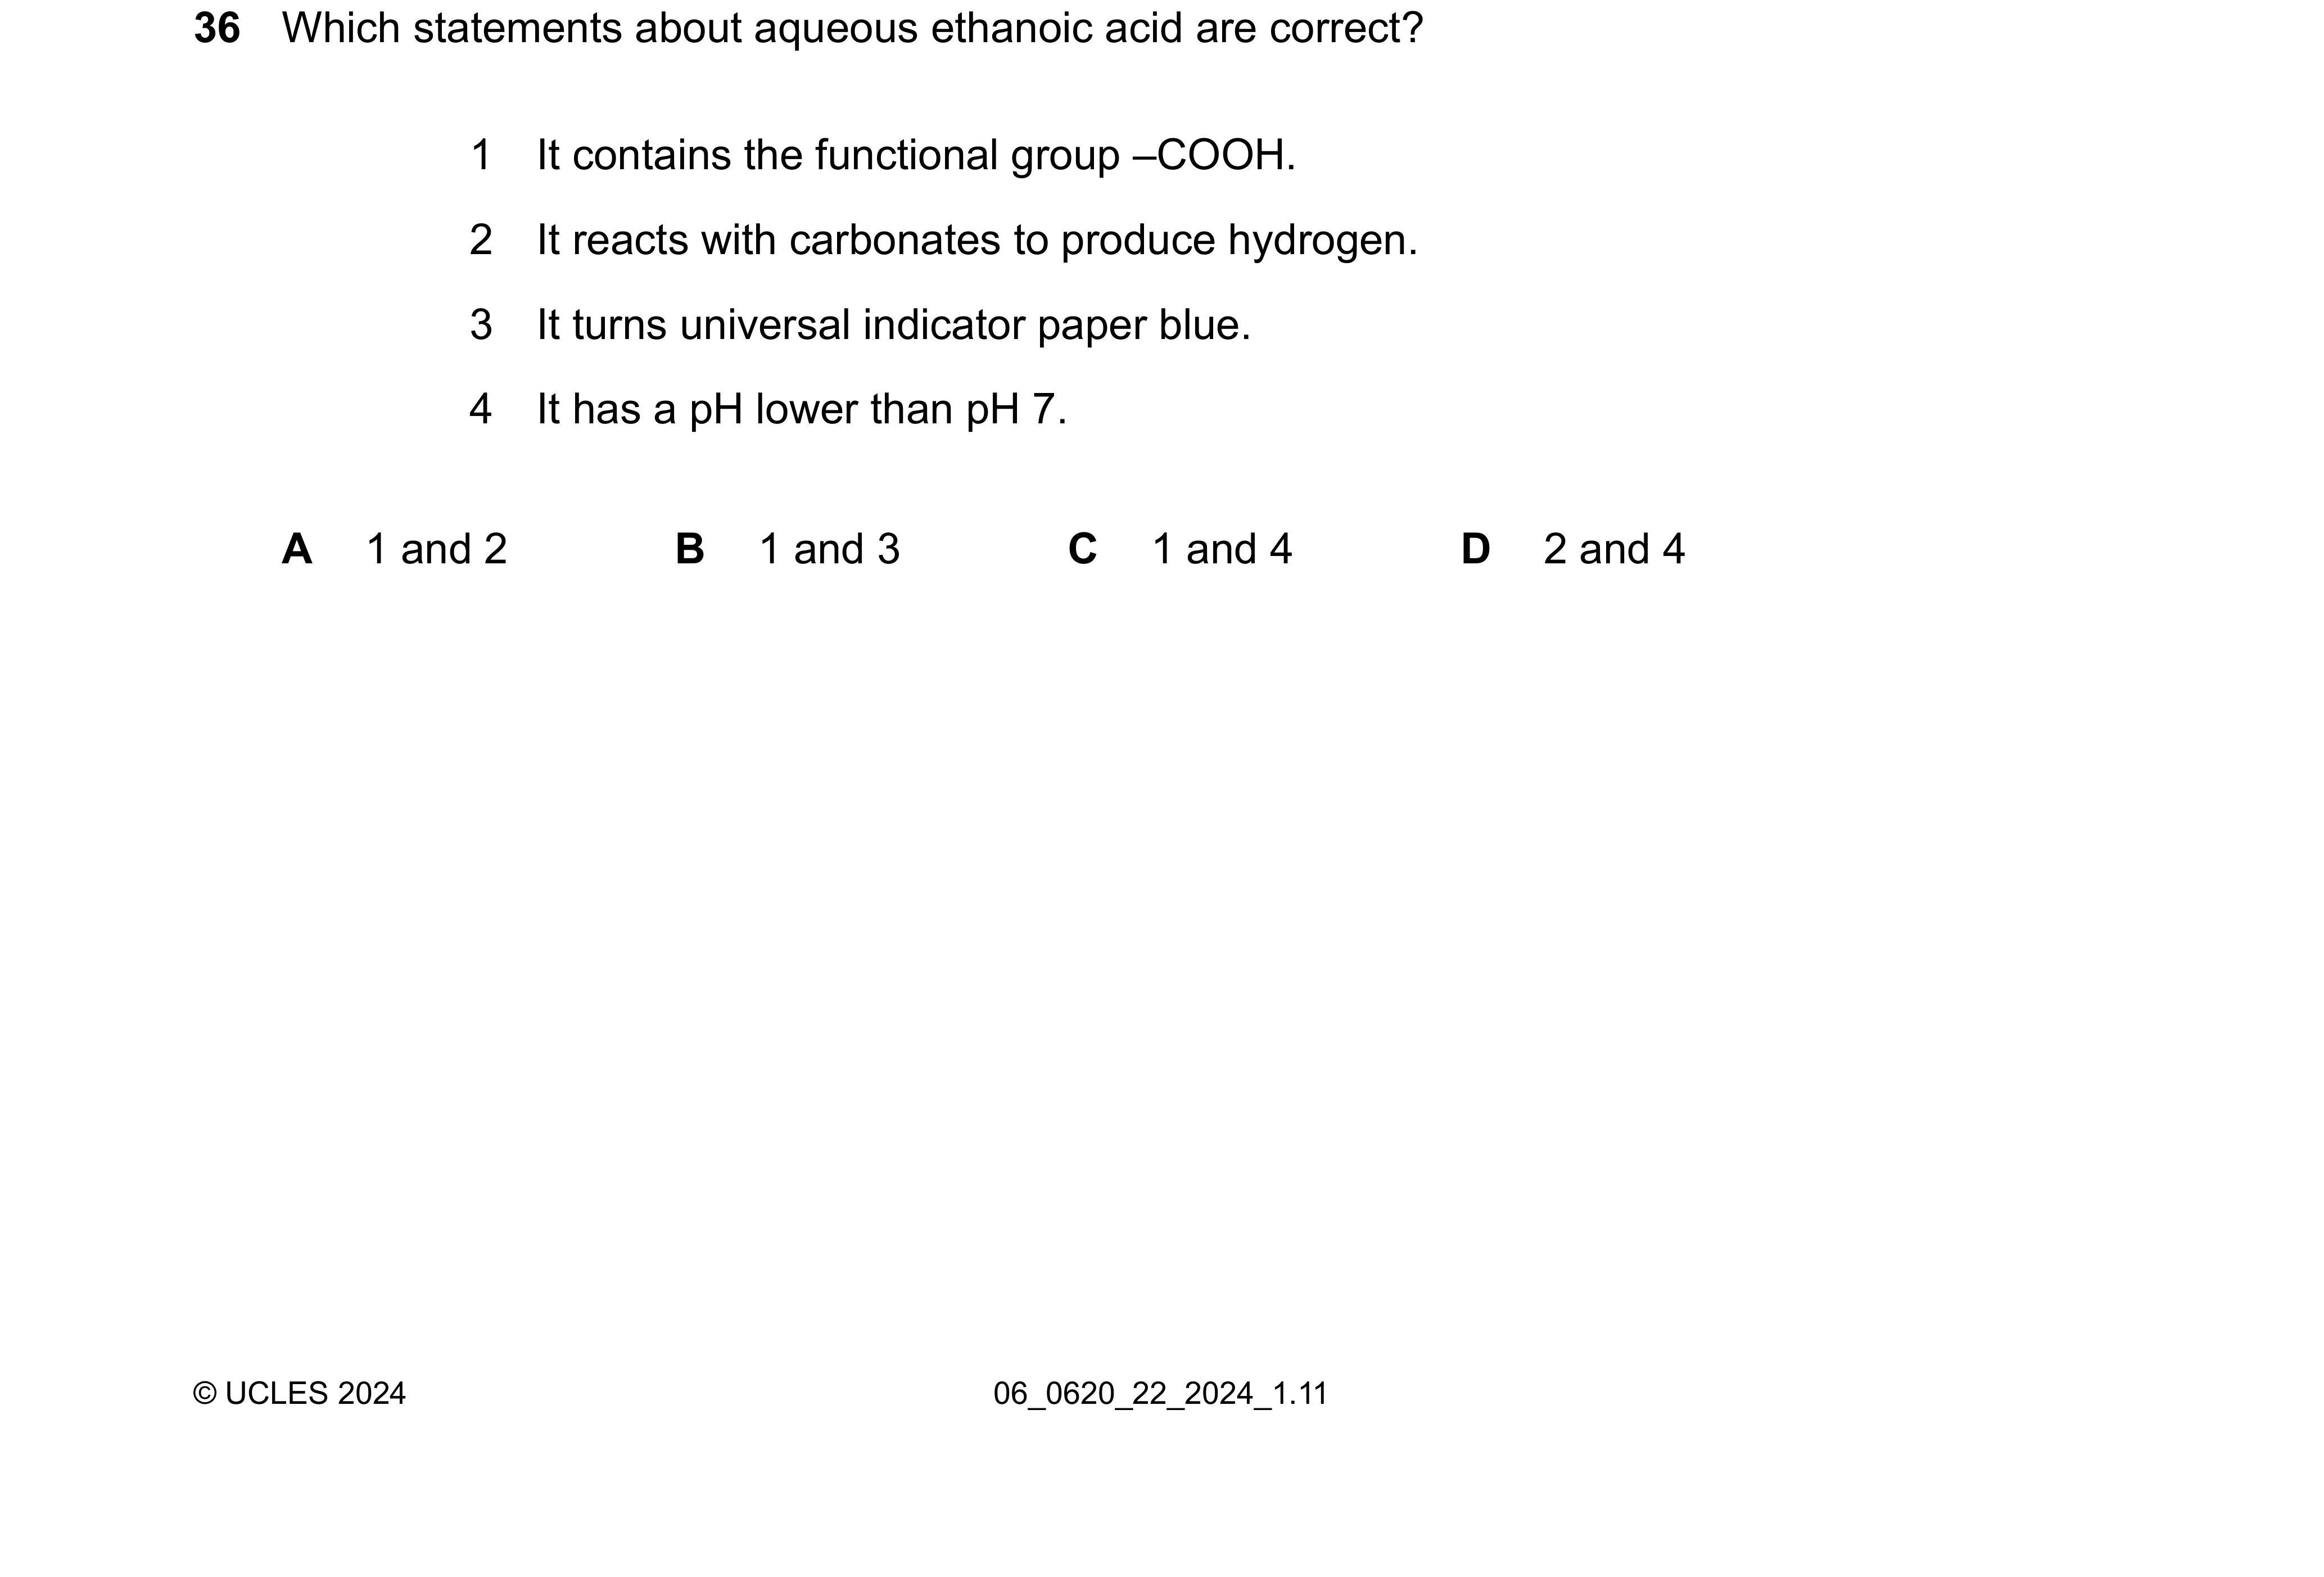 36 Which statements about aqueous ethanoic acid are correct?
1 It contains the functional group –COOH.
2 It reacts with carbonates to produce hydrogen.
3 It turns universal indicator paper blue.
4 It has a pH lower than pH 7.
A 1 and 2 B 1 and 3 C 1 and 4 D 2 and 4
© UCLES 2024 06_0620_22_2024_1.11